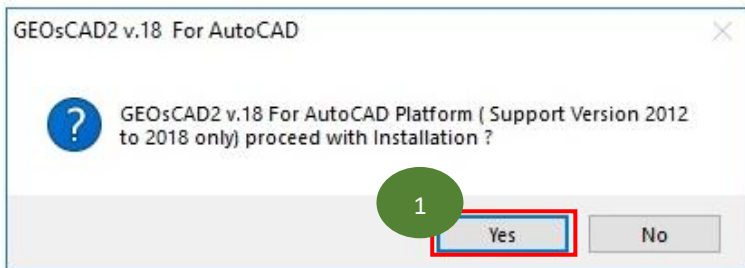 GEOsCAD2 v.18 For AutoCAD
GEOsCAD2 v.18 For AutoCAD Platform ( Support Version 2012
to 2018 only) proceed with Installation ?
1
Yes
No